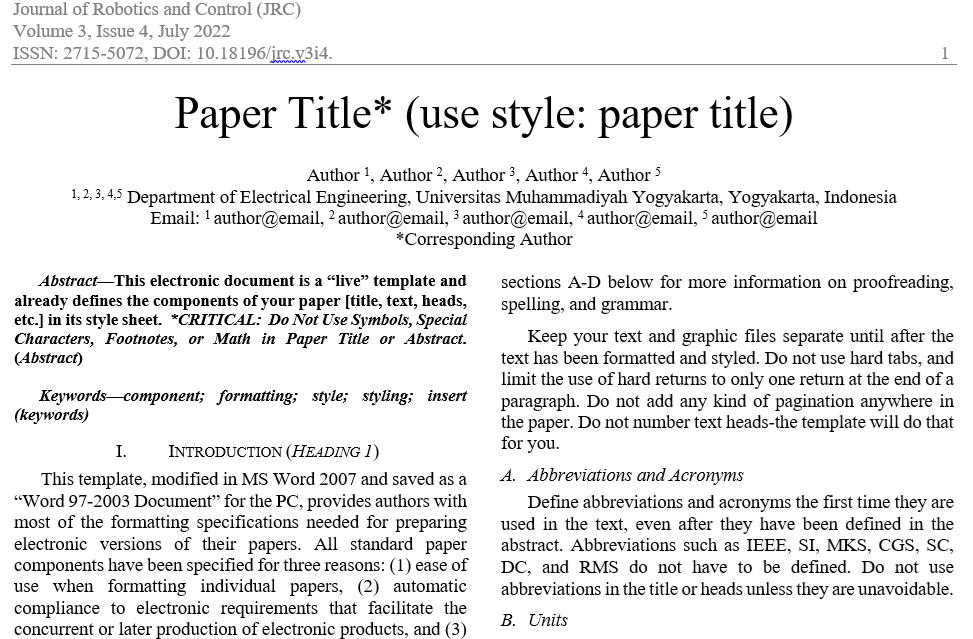 Journal of Robotics and Control (JRC)
Volume 3, Issue 4, July 2022
ISSN: 2715-5072, DOI: 10.18196/jrc.v3i4.
1
Paper Title* (use style: paper title)
Author 1, Author 2, Author 3, Author 4, Author 5
1, 2, 3, 4,5 Department of Electrical Engineering, Universitas Muhammadiyah Yogyakarta, Yogyakarta, Indonesia
Email: 1 author@email, 2 author@email, 3 author@email, 4 author@email, 5 author@email
*Corresponding Author
Abstract—This electronic document is a “live” template and
already defines the components of your paper [title, text, heads,
etc.] in its style sheet. *CRITICAL: Do Not Use Symbols, Special
Characters, Footnotes, or Math in Paper Title or Abstract.
(Abstract)
Keywords—component; formatting; style; styling; insert
(keywords)
I. INTRODUCTION (HEADING 1)
This template, modified in MS Word 2007 and saved as a
“Word 97-2003 Document” for the PC, provides authors with
most of the formatting specifications needed for preparing
electronic versions of their papers. All standard paper
components have been specified for three reasons: (1) ease of
use when formatting individual papers, (2) automatic
compliance to electronic requirements that facilitate the
concurrent or later production of electronic products, and (3)
sections A-D below for more information on proofreading,
spelling, and grammar.
Keep your text and graphic files separate until after the
text has been formatted and styled. Do not use hard tabs, and
limit the use of hard returns to only one return at the end of a
paragraph. Do not add any kind of pagination anywhere in
the paper. Do not number text heads-the template will do that
for you.
A. Abbreviations and Acronyms
Define abbreviations and acronyms the first time they are
used in the text, even after they have been defined in the
abstract. Abbreviations such as IEEE, SI, MKS, CGS, SC,
DC, and RMS do not have to be defined. Do not use
abbreviations in the title or heads unless they are unavoidable.
B. Units